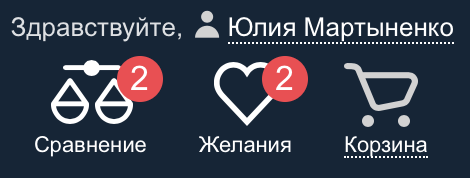 Здравствуйте, Юлия Мартыненко
2 2
Сравнение Желания Корзина